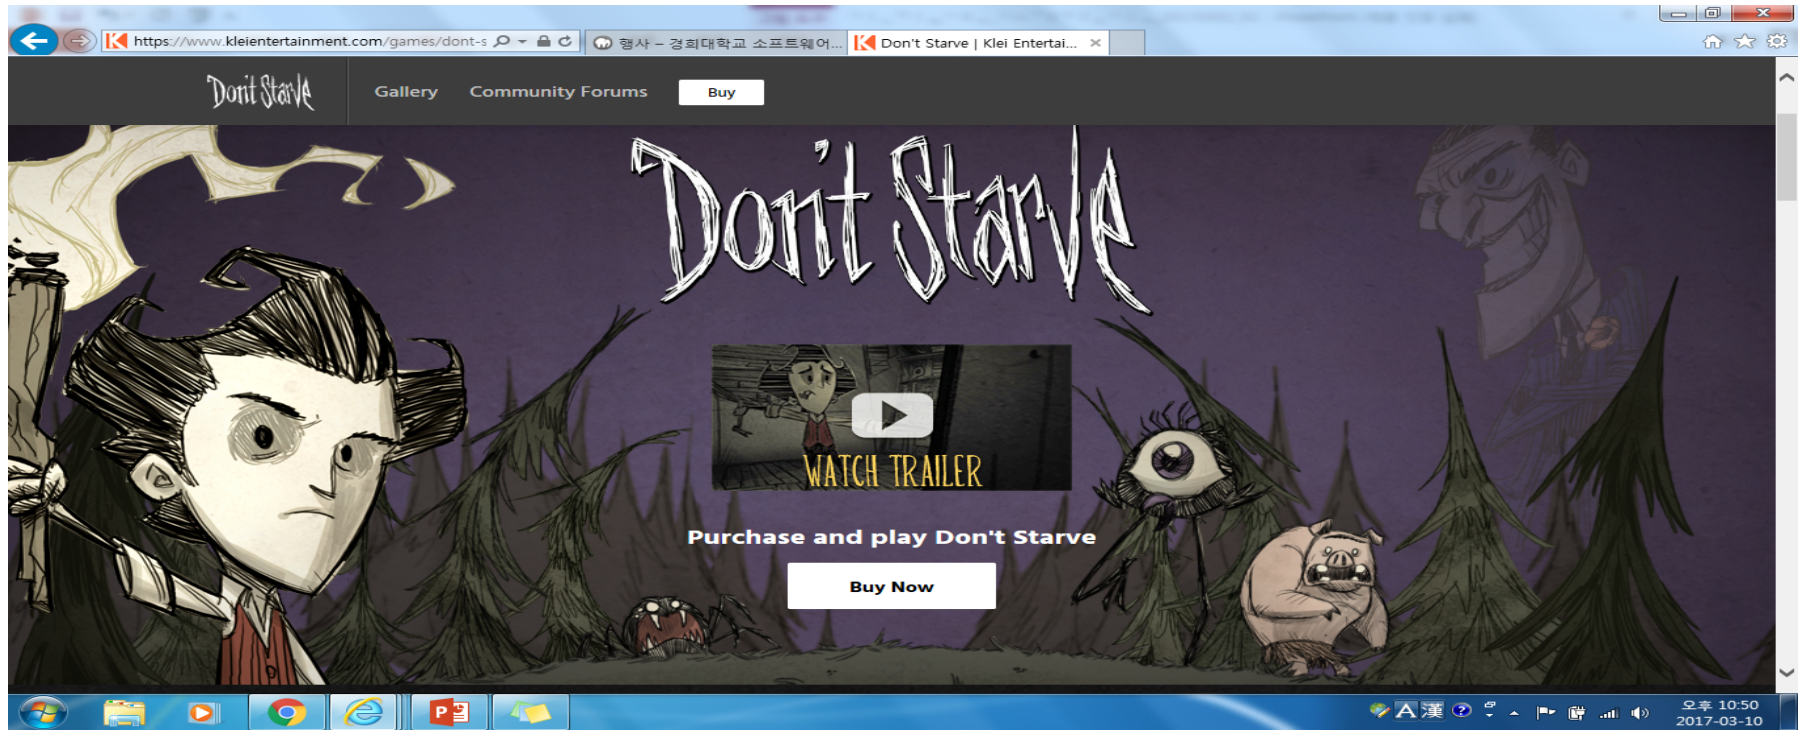 https://www.kleientertainment.com/games/dont-s
행사 – 경희대학교 소프트웨어...
Don't Starve | Klei Entertai...
Don't Starve
Gallery
Community Forums
Buy
Don't Starve
WATCH TRAILER
Purchase and play Don't Starve
Buy Now
A 漢
오후 10:50
2017-03-10